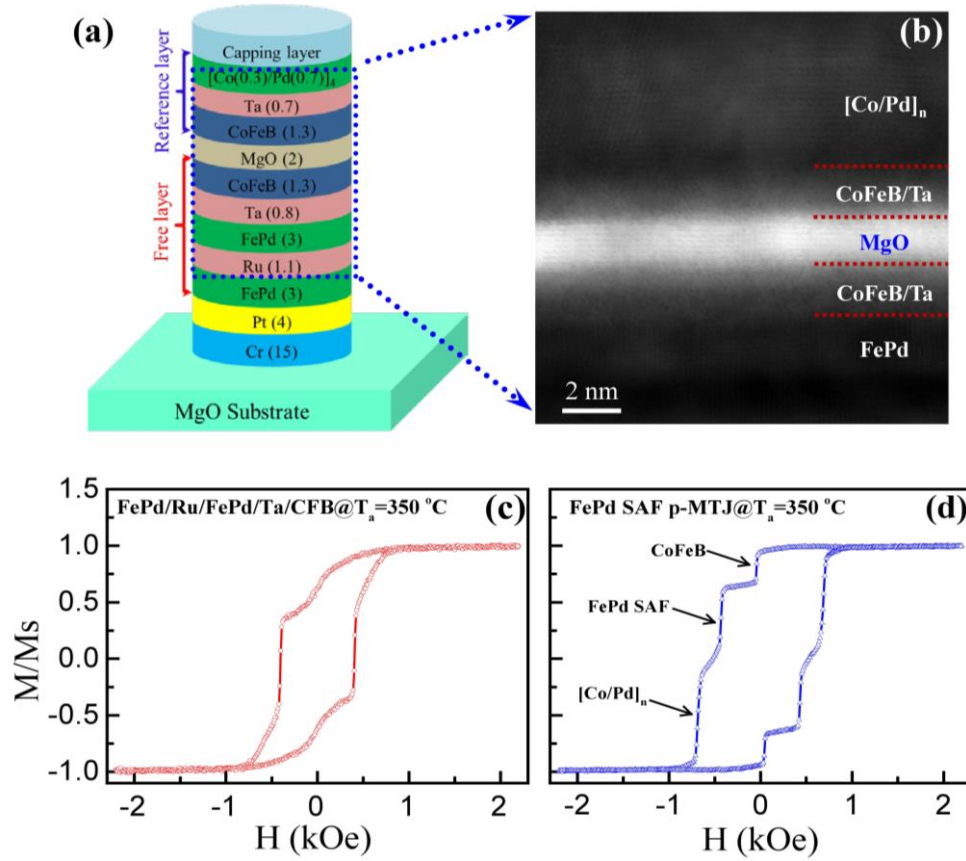 (a)
Capping layer
[Co(0.3)/Pd(0.7)]4
Ta (0.7)
CoFeB (1.3)
MgO (2)
CoFeB (1.3)
Ta (0.8)
FePd (3)
Ru (1.1)
FePd (3)
Pt (4)
Cr (15)
MgO Substrate
Reference layer
Free layer
(b)
[Co/Pd]n
CoFeB/Ta
MgO
CoFeB/Ta
FePd
2 nm
FePd/Ru/FePd/Ta/CFB@Ta=350 °C
(c)
1.5
1.0
0.5
0.0
-0.5
-1.0
M/Ms
-2 -1 0 1 2
H (kOe)
FePd SAF p-MTJ@Ta=350 °C
(d)
CoFeB
FePd SAF
[Co/Pd]n
-2 -1 0 1 2
H (kOe)